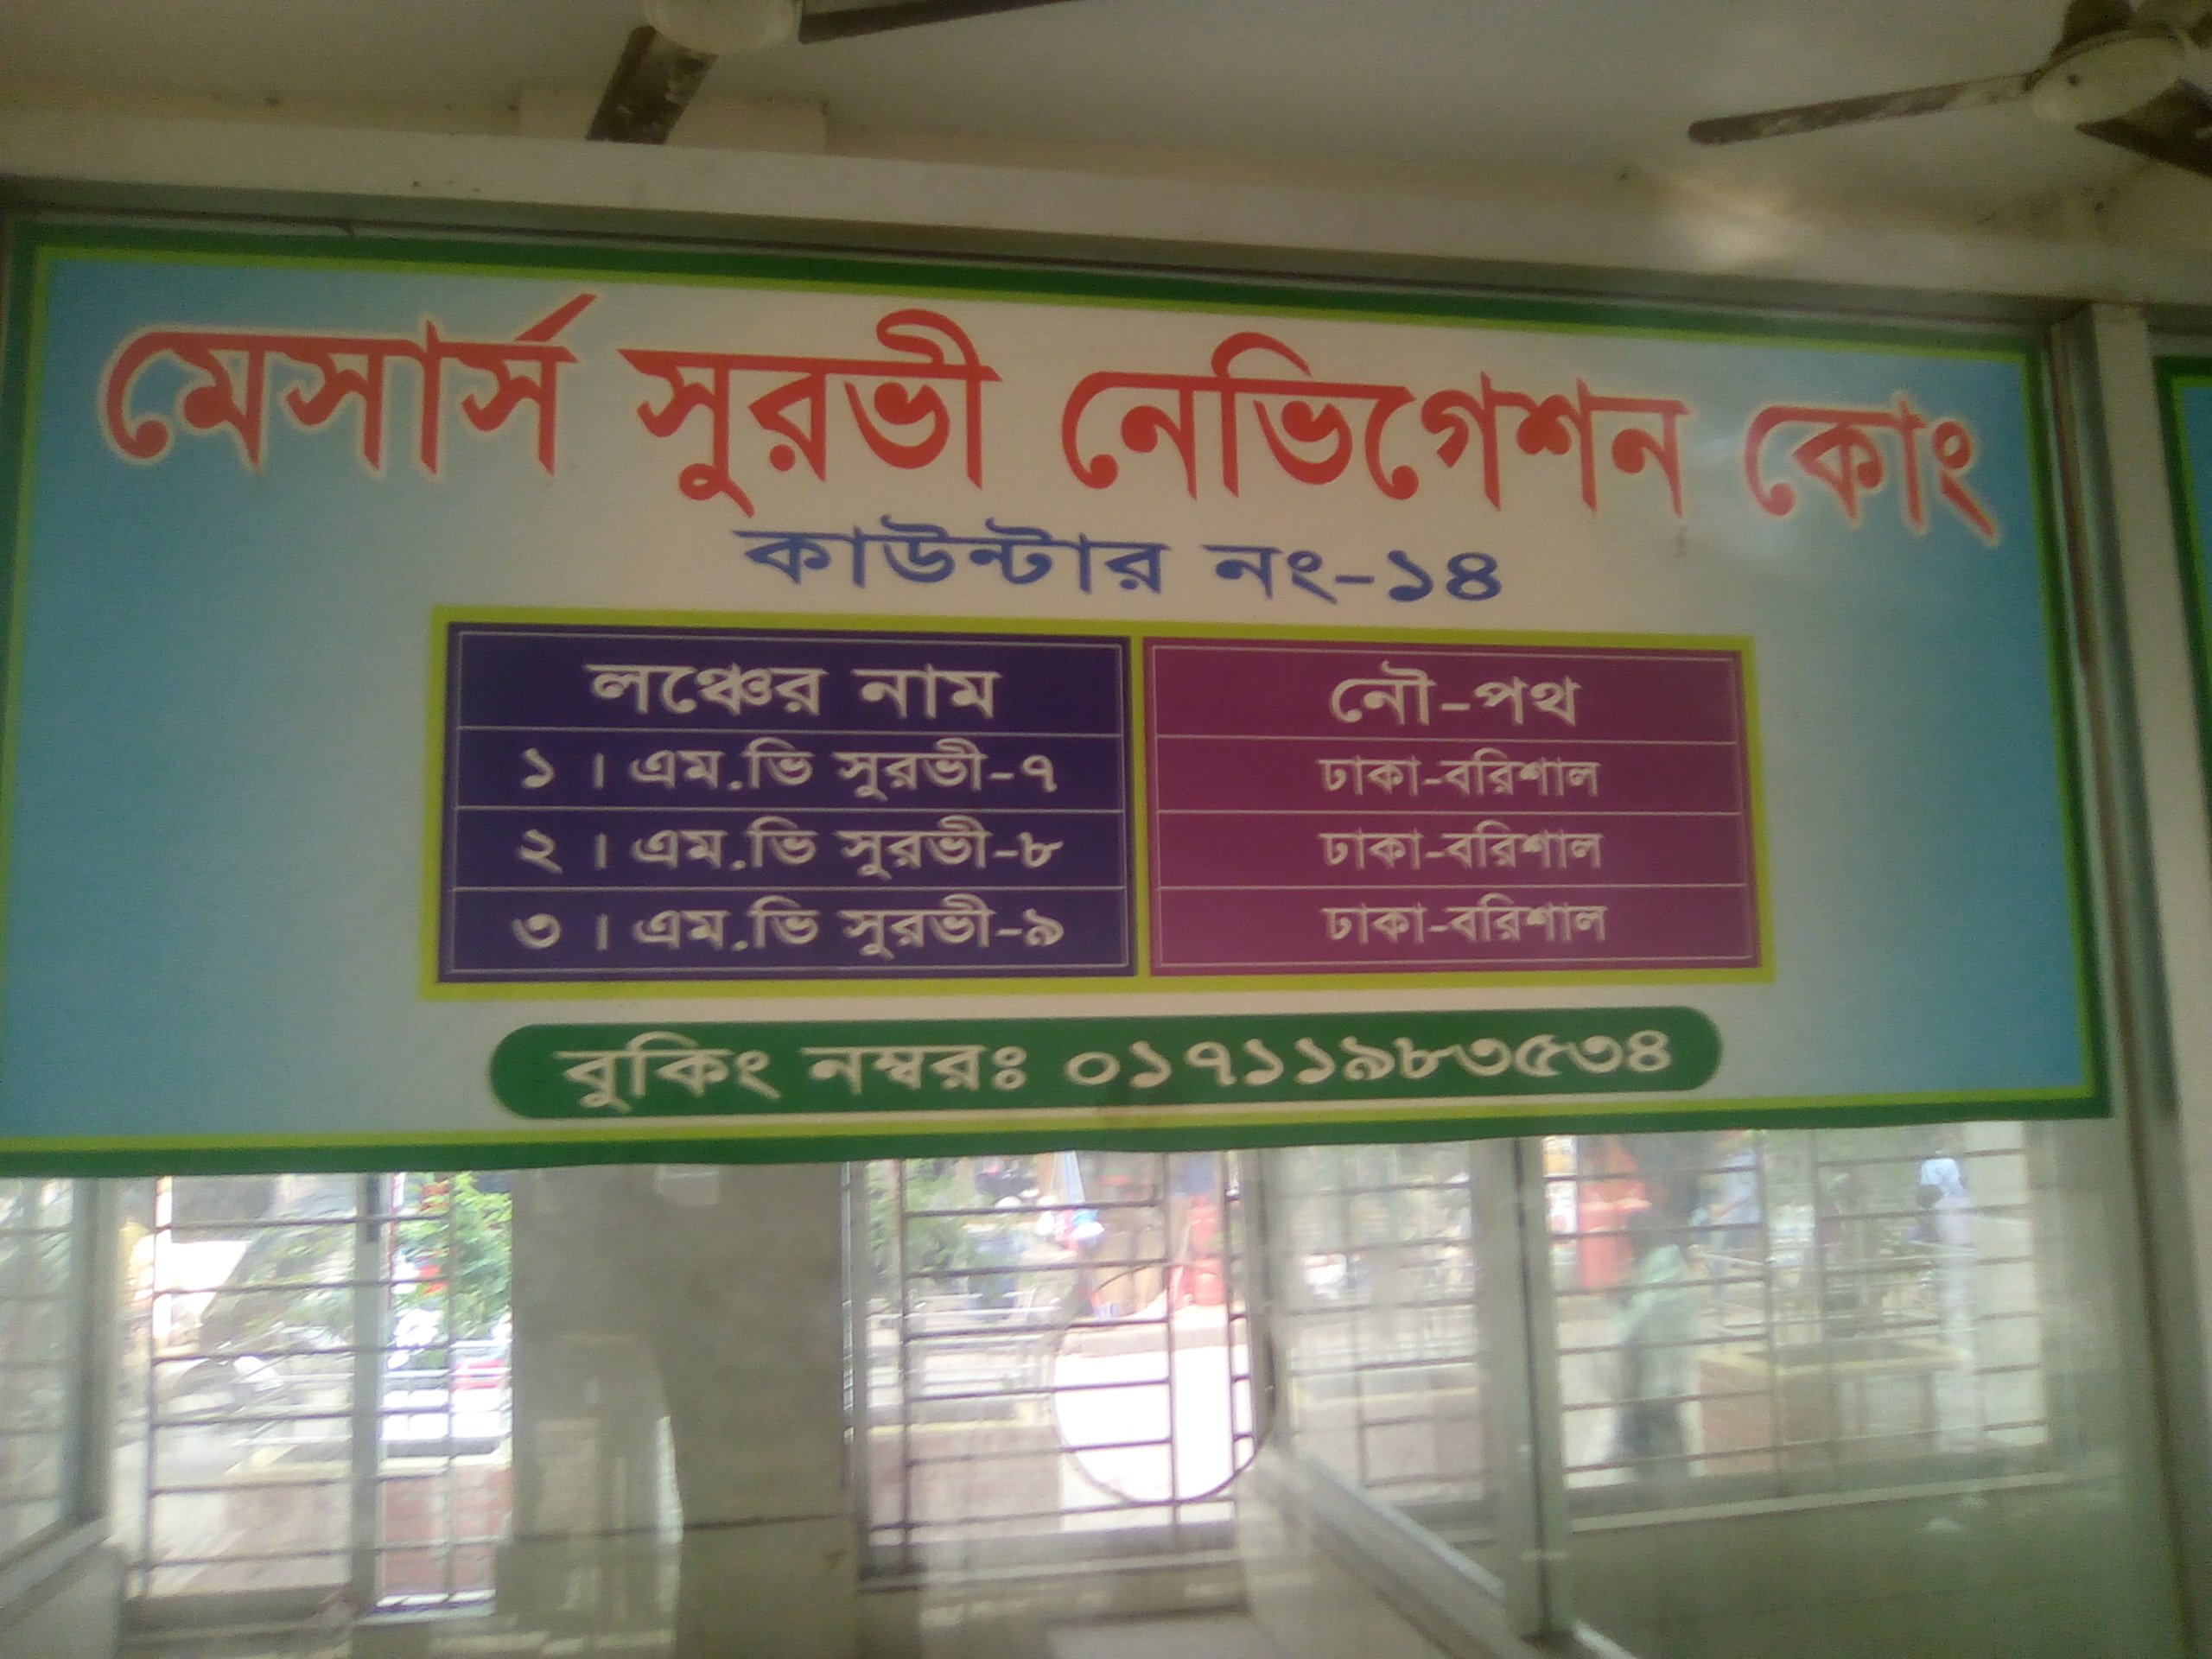 মেসার্স সুরভী নেভিগেশন কোং
কাউন্টার নং-১৪
লঞ্চের নাম নৌ-পথ
১। এম.ভি সুরভী-৭ ঢাকা-বরিশাল
২। এম.ভি সুরভী-৮ ঢাকা-বরিশাল
৩। এম.ভি সুরভী-৯ ঢাকা-বরিশাল
বুকিং নম্বরঃ ০১৭১১৯৮৩৫৩৪